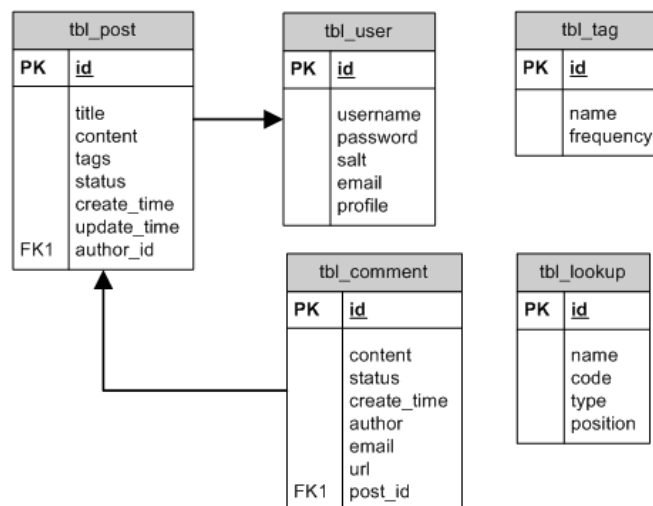 tbl_post
PK id
title
content
tags
status
create_time
update_time
FK1 author_id
tbl_user
PK id
username
password
salt
email
profile
tbl_tag
PK id
name
frequency
tbl_comment
PK id
content
status
create_time
author
email
url
FK1 post_id
tbl_lookup
PK id
name
code
type
position